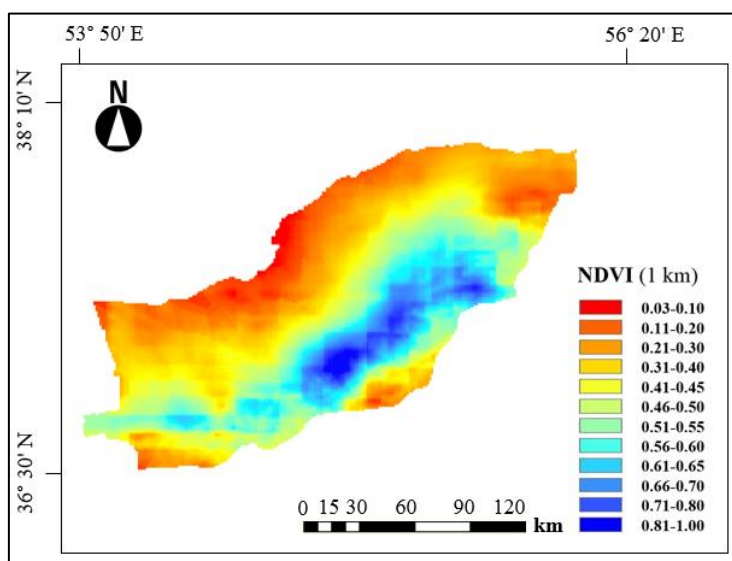 53° 50' E
56° 20' E
38° 10' N
N
NDVI (1 km)
0.03-0.10
0.11-0.20
0.21-0.30
0.31-0.40
0.41-0.45
0.46-0.50
0.51-0.55
0.56-0.60
0.61-0.65
0.66-0.70
0.71-0.80
0.81-1.00
36° 30' N
0 15 30 60 90 120
km